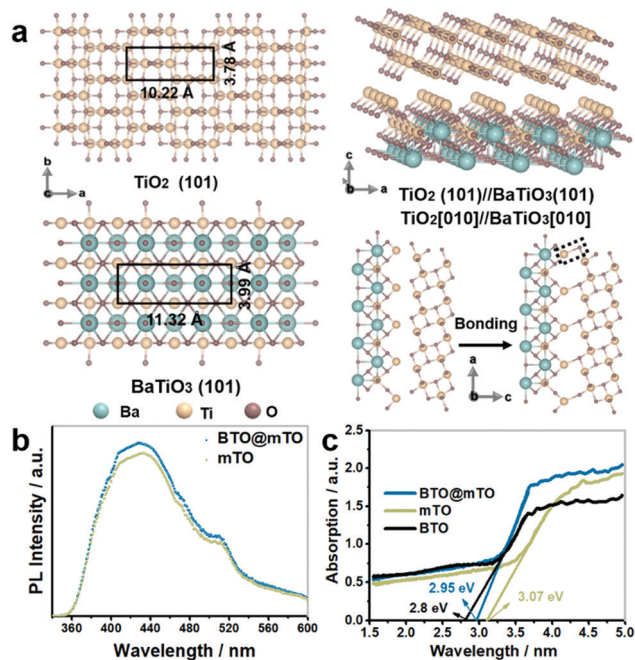 a
10.22 Å
3.78 Å
b
c
a
TiO2 (101)
11.32 Å
3.99 Å
BaTiO3 (101)
Ba Ti O
c
b
a
TiO2 (101)//BaTiO3(101)
TiO2[010]//BaTiO3[010]
Bonding
a
b
c
b
PL Intensity / a.u.
BTO@mTO
mTO
360 400 440 480 520 560 600
Wavelength / nm
c
Absorption / a.u.
2.5
2.0
1.5
1.0
0.5
0.0
BTO@mTO
mTO
BTO
2.95 eV
2.8 eV
3.07 eV
1.5 2.0 2.5 3.0 3.5 4.0 4.5 5.0
Wavelength / nm